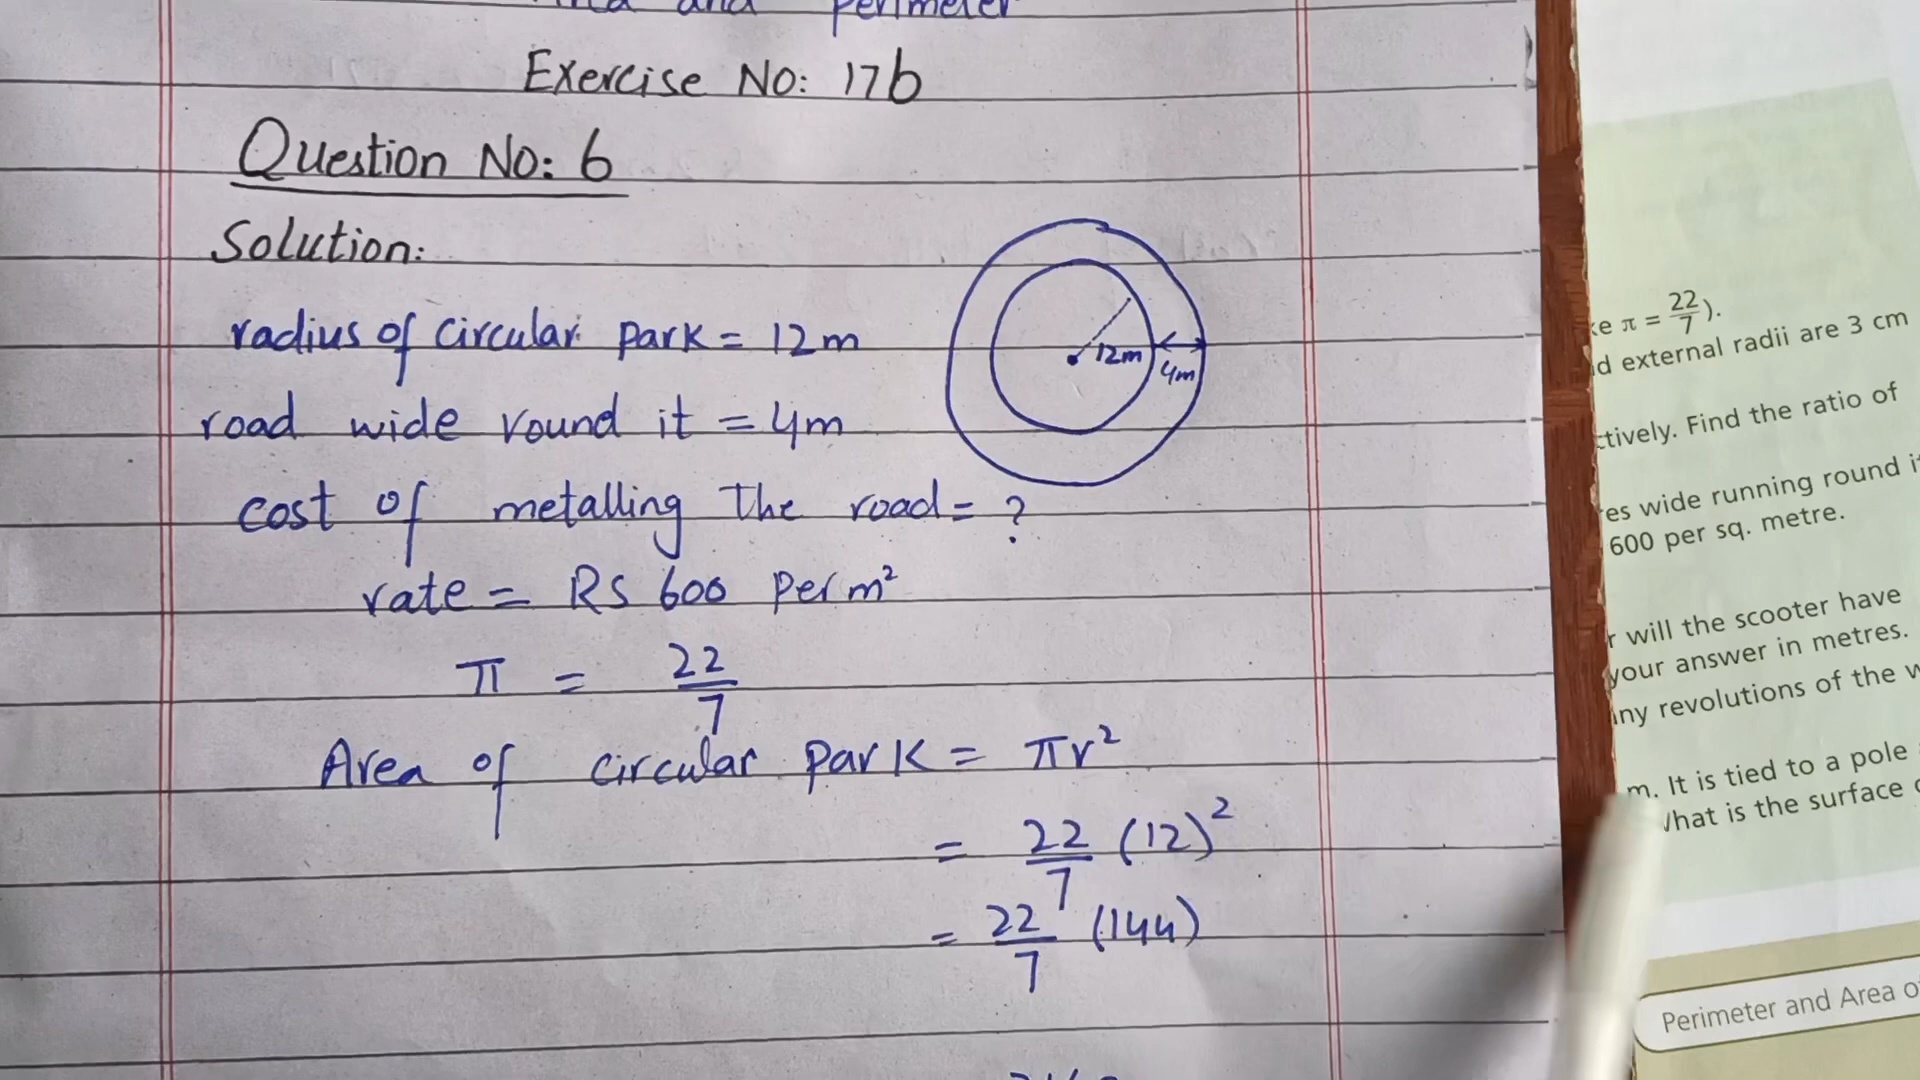 and perimeter
Exercise No: 17b
Question No: 6
Solution:
radius of circular park = 12m
road wide round it = 4m
cost of metalling the road = ?
rate = RS 600 per m²
π = 22/7
Area of circular park = πr²
= 22/7 (12)²
= 22/7 (144)
12m
4m
π = 22/7).
external radii are 3 cm
Find the ratio of
wide running round
600 per sq. metre.
will the scooter have
your answer in metres.
revolutions of the
m. It is tied to a pole
What is the surface
Perimeter and Area